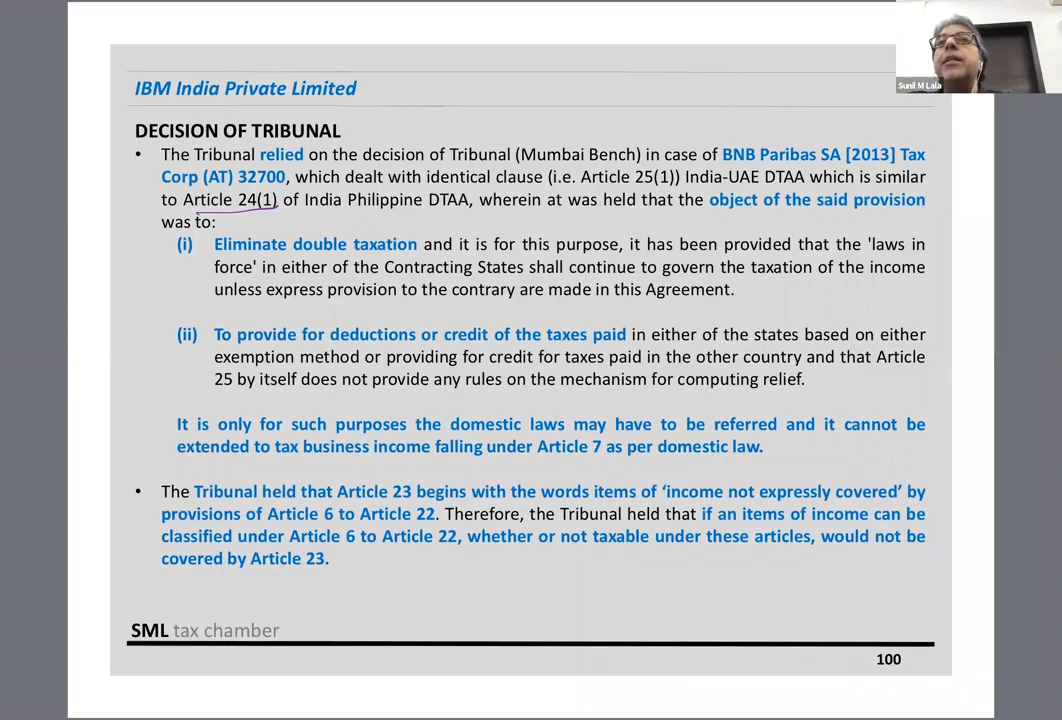 Sunil M Lala
IBM India Private Limited
DECISION OF TRIBUNAL
• The Tribunal relied on the decision of Tribunal (Mumbai Bench) in case of BNB Paribas SA [2013] Tax
Corp (AT) 32700, which dealt with identical clause (i.e. Article 25(1)) India-UAE DTAA which is similar
to Article 24(1) of India Philippine DTAA, wherein at was held that the object of the said provision
was to:
(i) Eliminate double taxation and it is for this purpose, it has been provided that the 'laws in
force' in either of the Contracting States shall continue to govern the taxation of the income
unless express provision to the contrary are made in this Agreement.
(ii) To provide for deductions or credit of the taxes paid in either of the states based on either
exemption method or providing for credit for taxes paid in the other country and that Article
25 by itself does not provide any rules on the mechanism for computing relief.
It is only for such purposes the domestic laws may have to be referred and it cannot be
extended to tax business income falling under Article 7 as per domestic law.
• The Tribunal held that Article 23 begins with the words items of ‘income not expressly covered’ by
provisions of Article 6 to Article 22. Therefore, the Tribunal held that if an items of income can be
classified under Article 6 to Article 22, whether or not taxable under these articles, would not be
covered by Article 23.
SML tax chamber
100